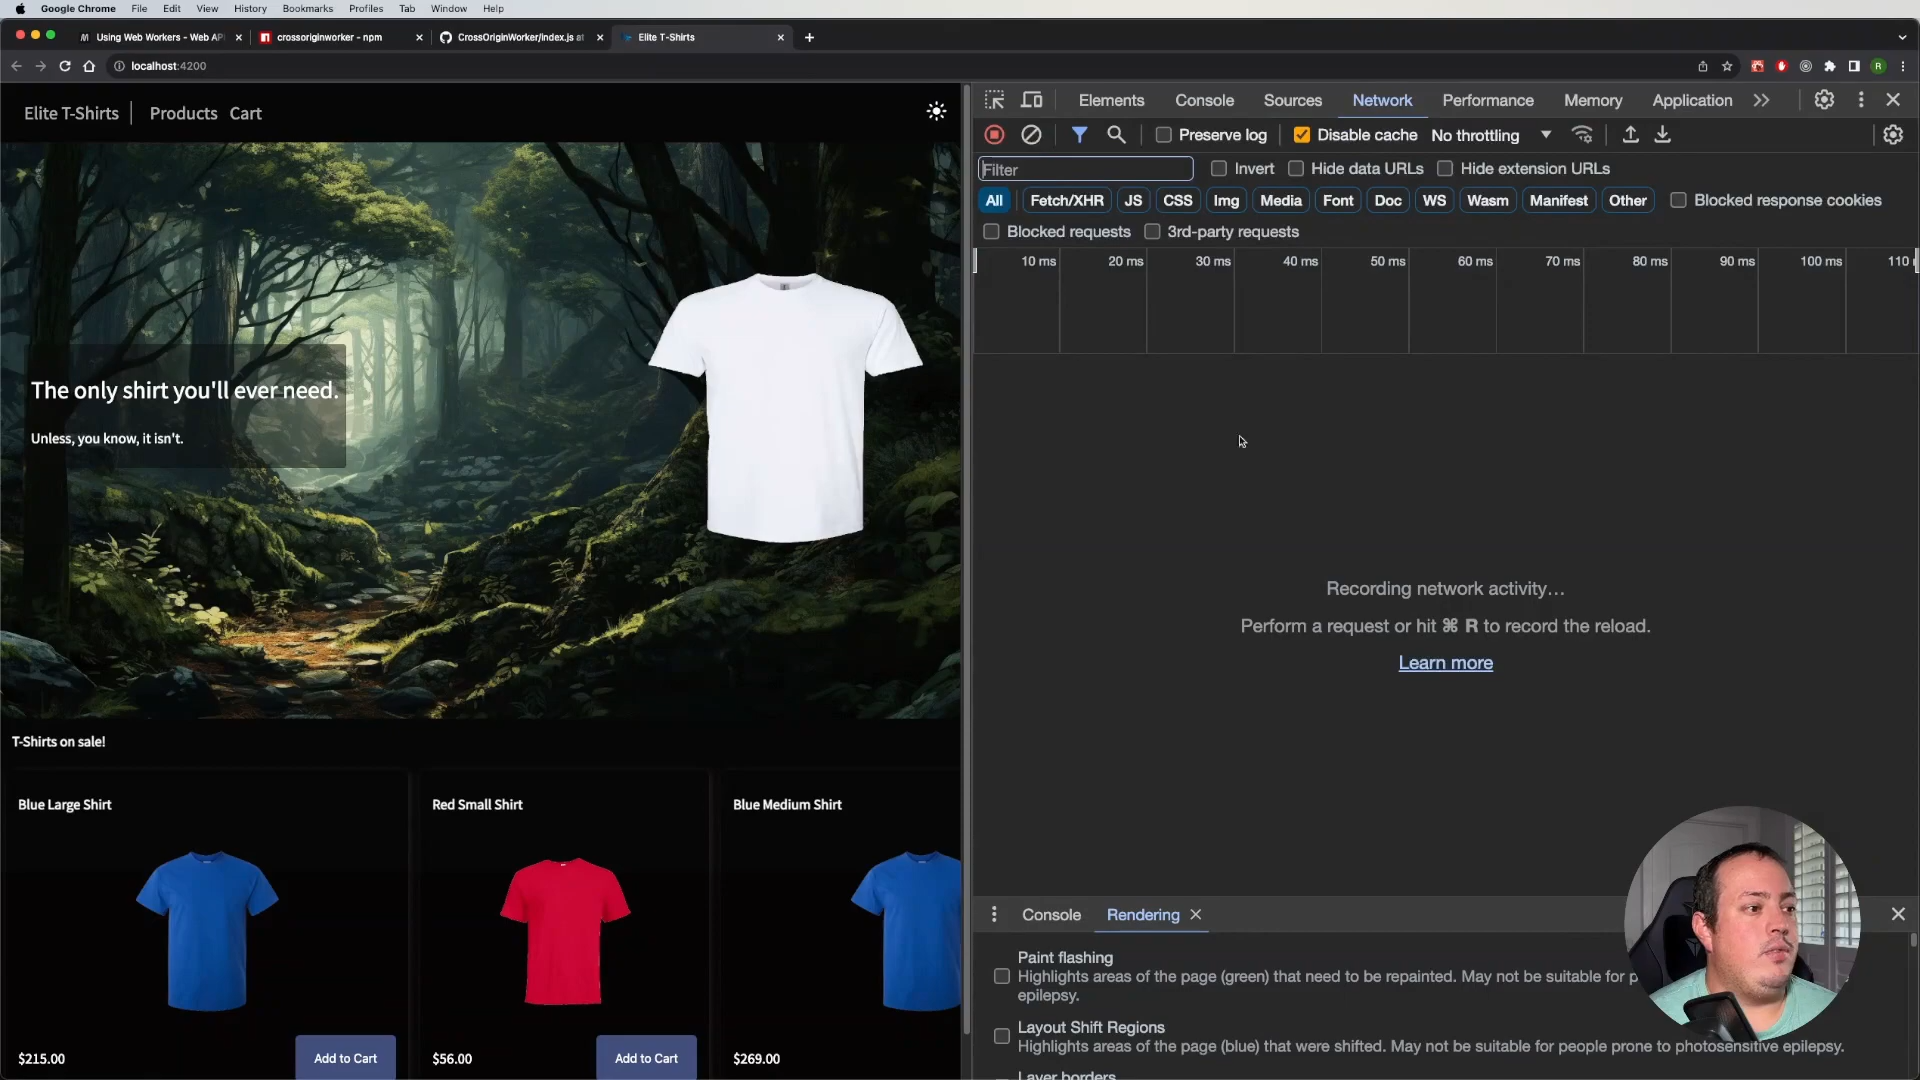 Google Chrome File Edit View History Bookmarks Profiles Tab Window Help
Using Web Workers - Web AP crossoriginworker - npm CrossOriginWorker/index.js at Elite T-Shirts
localhost:4200
R
Elite T-Shirts Products Cart
The only shirt you'll ever need.
Unless, you know, it isn't.
T-Shirts on sale!
Blue Large Shirt Red Small Shirt Blue Medium Shirt
$215.00 Add to Cart $56.00 Add to Cart $269.00
Elements Console Sources Network Performance Memory Application
Preserve log Disable cache No throttling
Filter Invert Hide data URLs Hide extension URLs
All Fetch/XHR JS CSS Img Media Font Doc WS Wasm Manifest Other Blocked response cookies
Blocked requests 3rd-party requests
10 ms 20 ms 30 ms 40 ms 50 ms 60 ms 70 ms 80 ms 90 ms 100 ms 110
Recording network activity…
Perform a request or hit ⌘ R to record the reload.
Learn more
Console Rendering
Paint flashing
Highlights areas of the page (green) that need to be repainted. May not be suitable for p
epilepsy.
Layout Shift Regions
Highlights areas of the page (blue) that were shifted. May not be suitable for people prone to photosensitive epilepsy.
Layer borders